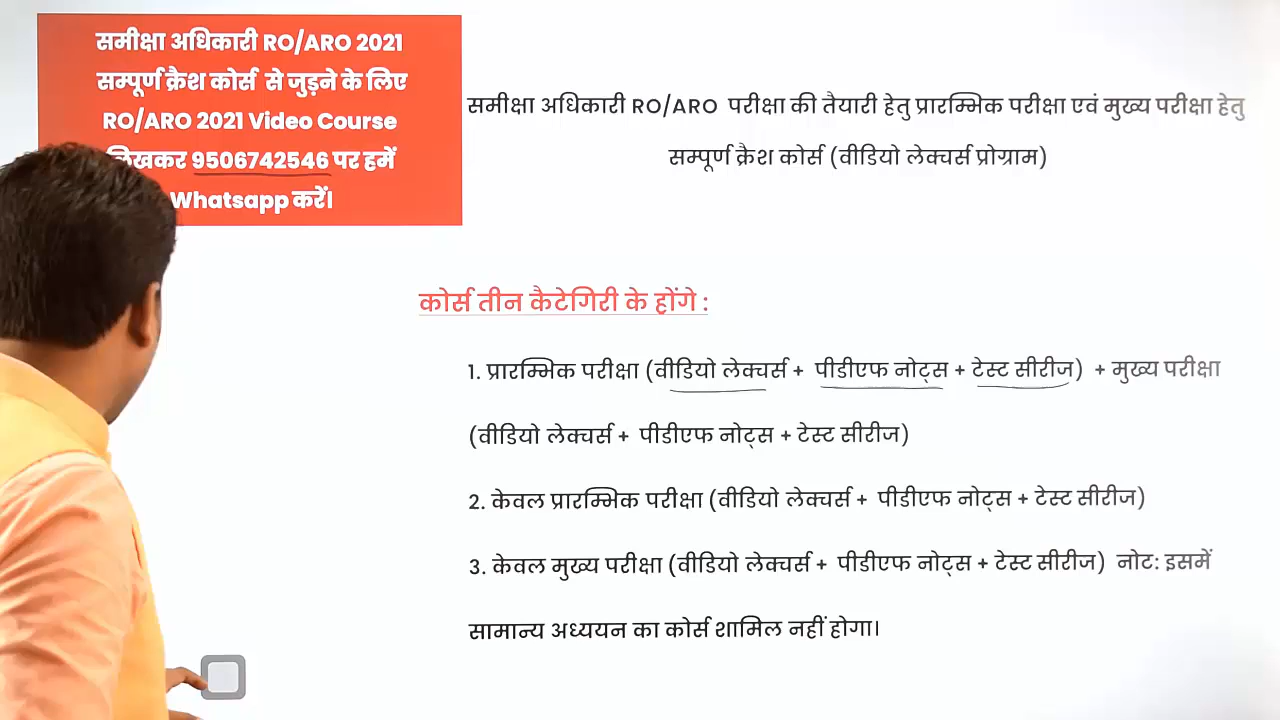 समीक्षा अधिकारी RO/ARO 2021
सम्पूर्ण क्रैश कोर्स से जुड़ने के लिए
RO/ARO 2021 Video Course
लिखकर 9506742546 पर हमें
Whatsapp करें।
समीक्षा अधिकारी RO/ARO परीक्षा की तैयारी हेतु प्रारम्भिक परीक्षा एवं मुख्य परीक्षा हेतु
सम्पूर्ण क्रैश कोर्स (वीडियो लेक्चर्स प्रोग्राम)
कोर्स तीन कैटेगिरी के होंगे :
1. प्रारम्भिक परीक्षा (वीडियो लेक्चर्स + पीडीएफ नोट्स + टेस्ट सीरीज) + मुख्य परीक्षा
(वीडियो लेक्चर्स + पीडीएफ नोट्स + टेस्ट सीरीज)
2. केवल प्रारम्भिक परीक्षा (वीडियो लेक्चर्स + पीडीएफ नोट्स + टेस्ट सीरीज)
3. केवल मुख्य परीक्षा (वीडियो लेक्चर्स + पीडीएफ नोट्स + टेस्ट सीरीज) नोट: इसमें
सामान्य अध्ययन का कोर्स शामिल नहीं होगा।